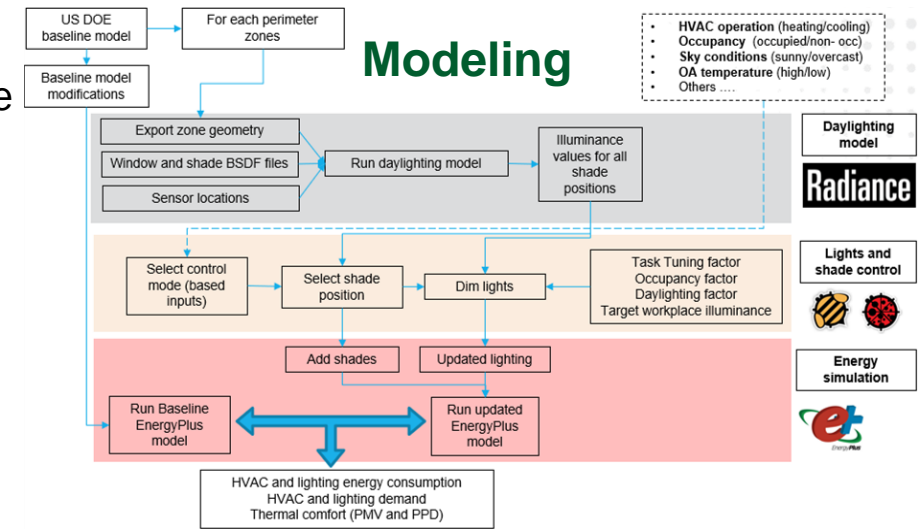 US DOE
baseline model
For each perimeter
zones
Modeling
• HVAC operation (heating/cooling)
• Occupancy (occupied/non- occ)
• Sky conditions (sunny/overcast)
• OA temperature (high/low)
• Others ....
Baseline model
modifications
e
Export zone geometry
Window and shade BSDF files
Sensor locations
Run daylighting model
Illuminance
values for all
shade
positions
Daylighting
model
Radiance
Select control
mode (based
inputs)
Select shade
position
Dim lights
Task Tuning factor
Occupancy factor
Daylighting factor
Target workplace illuminance
Lights and
shade control
Add shades
Updated lighting
Energy
simulation
Run Baseline
EnergyPlus
model
Run updated
EnergyPlus
model
e+
EnergyPlus
HVAC and lighting energy consumption
HVAC and lighting demand
Thermal comfort (PMV and PPD)